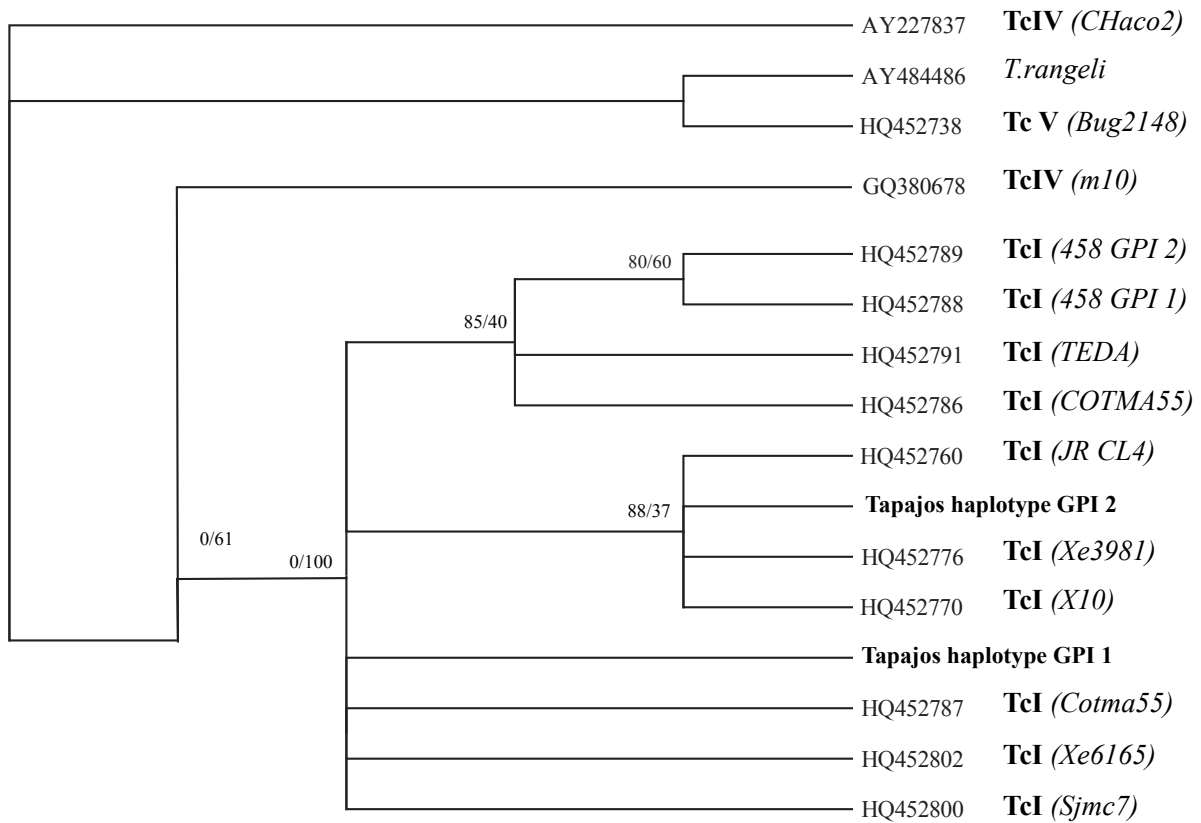 AY227837 TcIV (CHaco2)
AY484486 T.rangeli
HQ452738 Tc V (Bug2148)
GQ380678 TcIV (m10)
HQ452789 TcI (458 GPI 2)
80/60
HQ452788 TcI (458 GPI 1)
85/40
HQ452791 TcI (TEDA)
HQ452786 TcI (COTMA55)
HQ452760 TcI (JR CL4)
88/37
Tapajos haplotype GPI 2
0/61
0/100
HQ452776 TcI (Xe3981)
HQ452770 TcI (X10)
Tapajos haplotype GPI 1
HQ452787 TcI (Cotma55)
HQ452802 TcI (Xe6165)
HQ452800 TcI (Sjmc7)